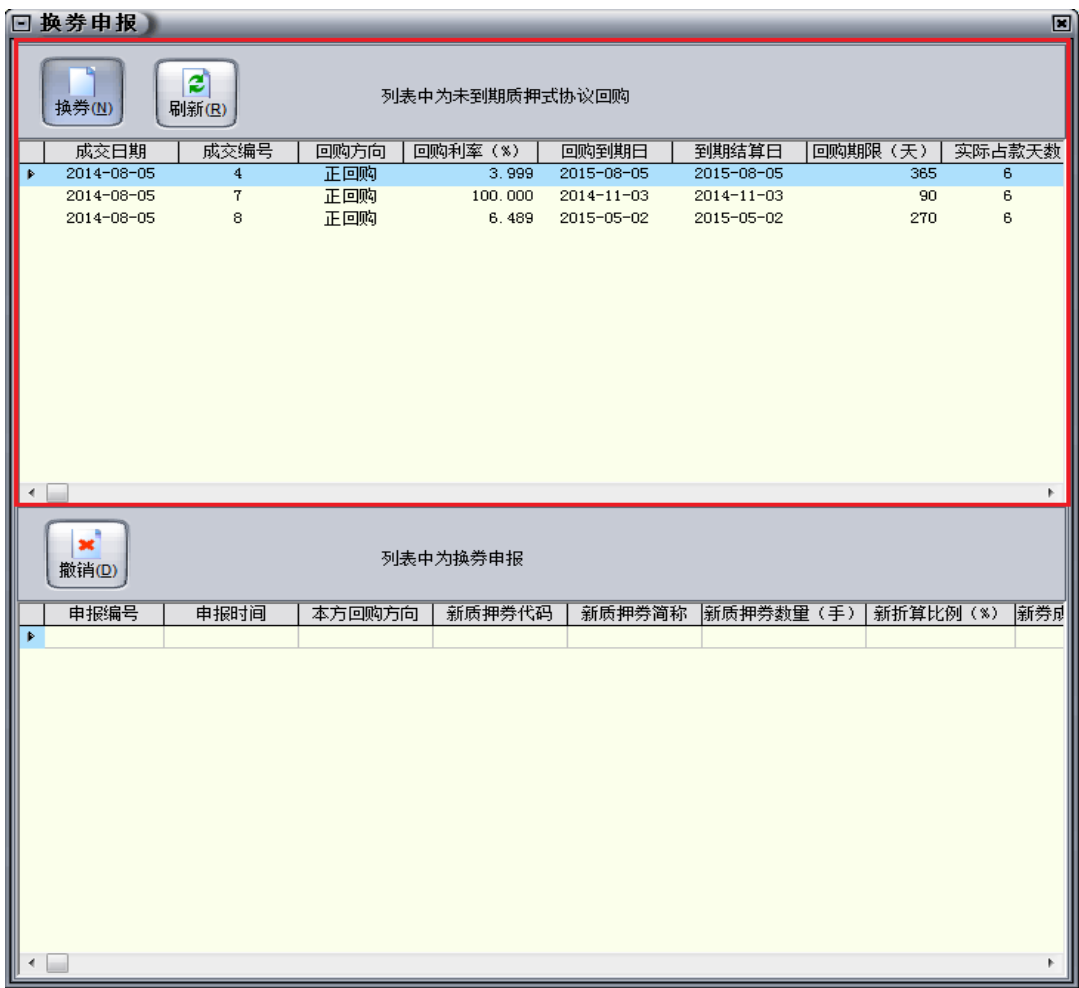 换券申报
换券(N) 刷新(R) 列表中为未到期质押式协议回购
成交日期 成交编号 回购方向 回购利率（%） 回购到期日 到期结算日 回购期限（天） 实际占款天数
2014-08-05 4 正回购 3.999 2015-08-05 2015-08-05 365 6
2014-08-05 7 正回购 100.000 2014-11-03 2014-11-03 90 6
2014-08-05 8 正回购 6.489 2015-05-02 2015-05-02 270 6
撤销(D) 列表中为换券申报
申报编号 申报时间 本方回购方向 新质押券代码 新质押券简称 新质押券数量（手） 新折算比例（%） 新券成